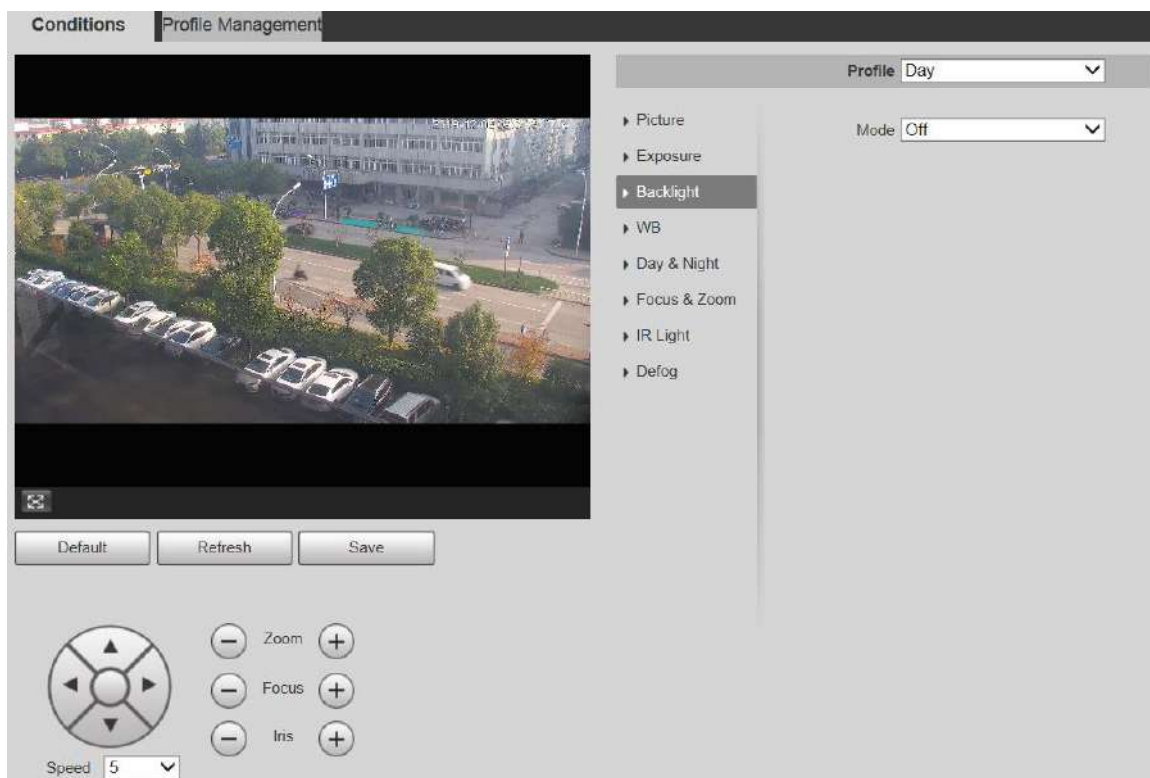 Conditions
Profile Management
Profile Day
Picture
Mode Off
Exposure
Backlight
WB
Day & Night
Focus & Zoom
IR Light
Defog
Default
Refresh
Save
Zoom
Focus
Iris
Speed 5